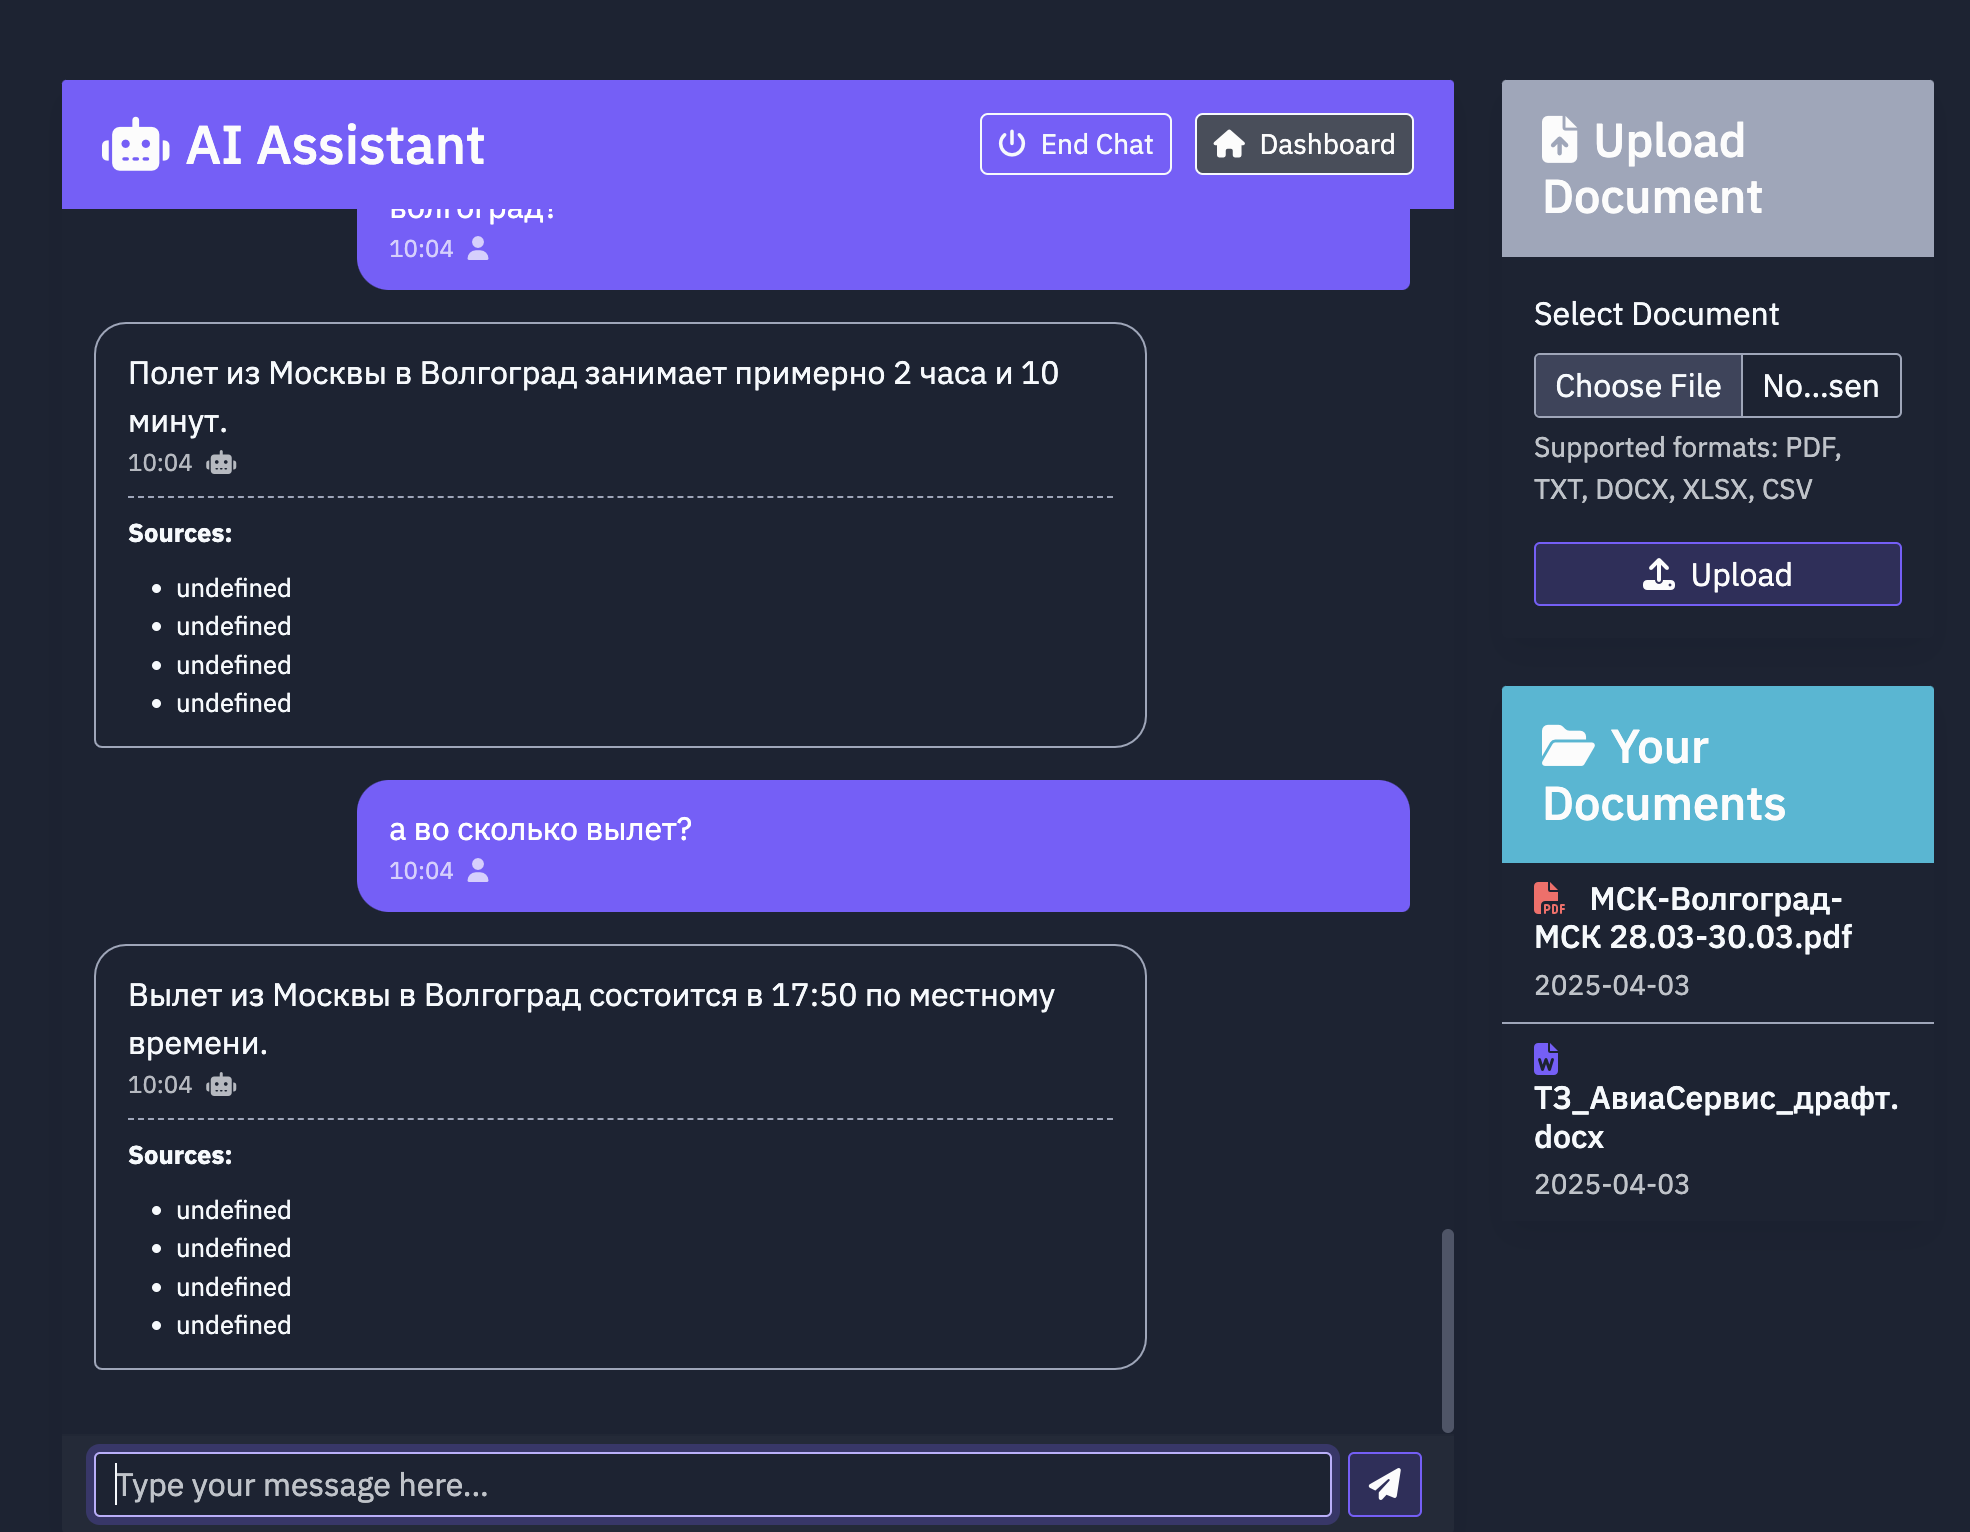 AI Assistant
End Chat
Dashboard
волгоград?
10:04
Полет из Москвы в Волгоград занимает примерно 2 часа и 10
минут.
10:04
Sources:
undefined
undefined
undefined
undefined
а во сколько вылет?
10:04
Вылет из Москвы в Волгоград состоится в 17:50 по местному
времени.
10:04
Sources:
undefined
undefined
undefined
undefined
Type your message here...
Upload
Document
Select Document
Choose File No...sen
Supported formats: PDF,
TXT, DOCX, XLSX, CSV
Upload
Your
Documents
PDF МСК-Волгоград-
МСК 28.03-30.03.pdf
2025-04-03
W
ТЗ_АвиаСервис_драфт.
docx
2025-04-03